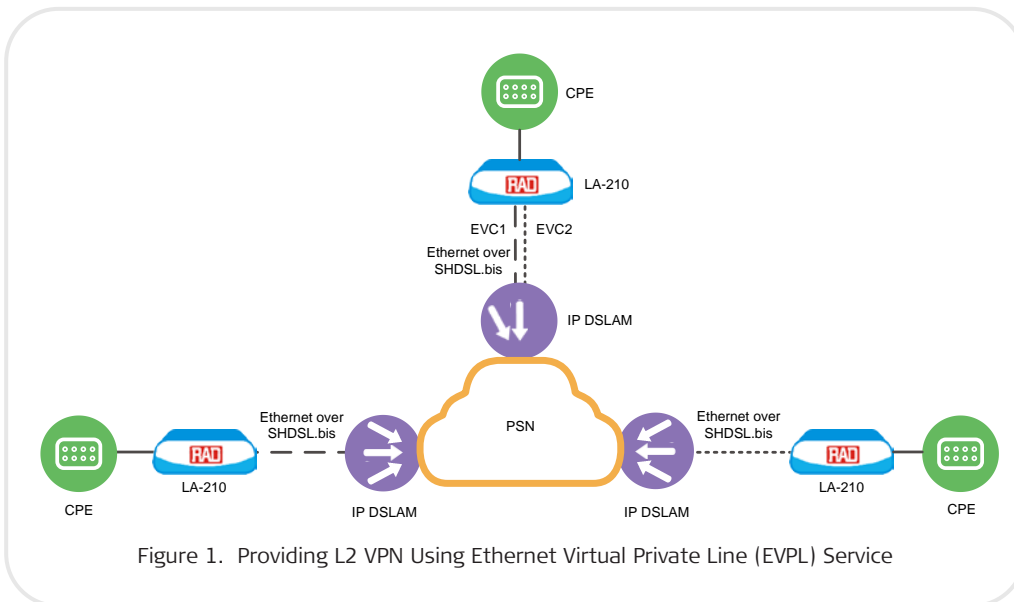 CPE
RAD
LA-210
EVC1
EVC2
Ethernet over
SHDSL.bis
IP DSLAM
PSN
Ethernet over
SHDSL.bis
RAD
LA-210
CPE
IP DSLAM
Ethernet over
SHDSL.bis
RAD
LA-210
CPE
IP DSLAM
Figure 1. Providing L2 VPN Using Ethernet Virtual Private Line (EVPL) Service